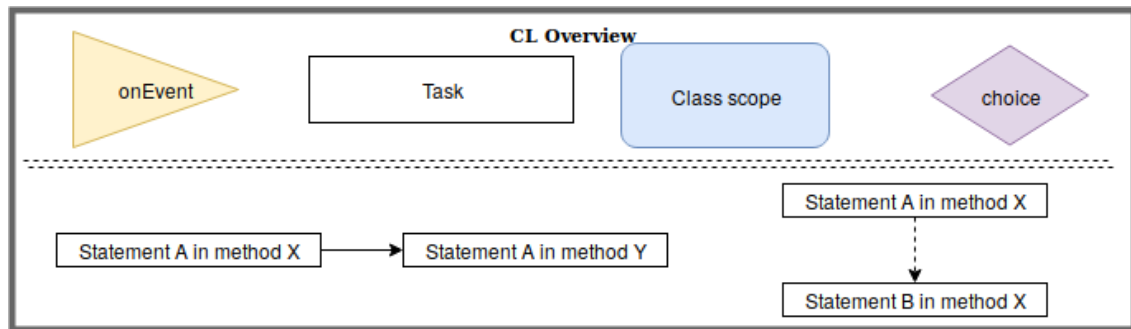 CL Overview
onEvent
Task
Class scope
choice
Statement A in method X
Statement A in method X
Statement A in method Y
Statement B in method X